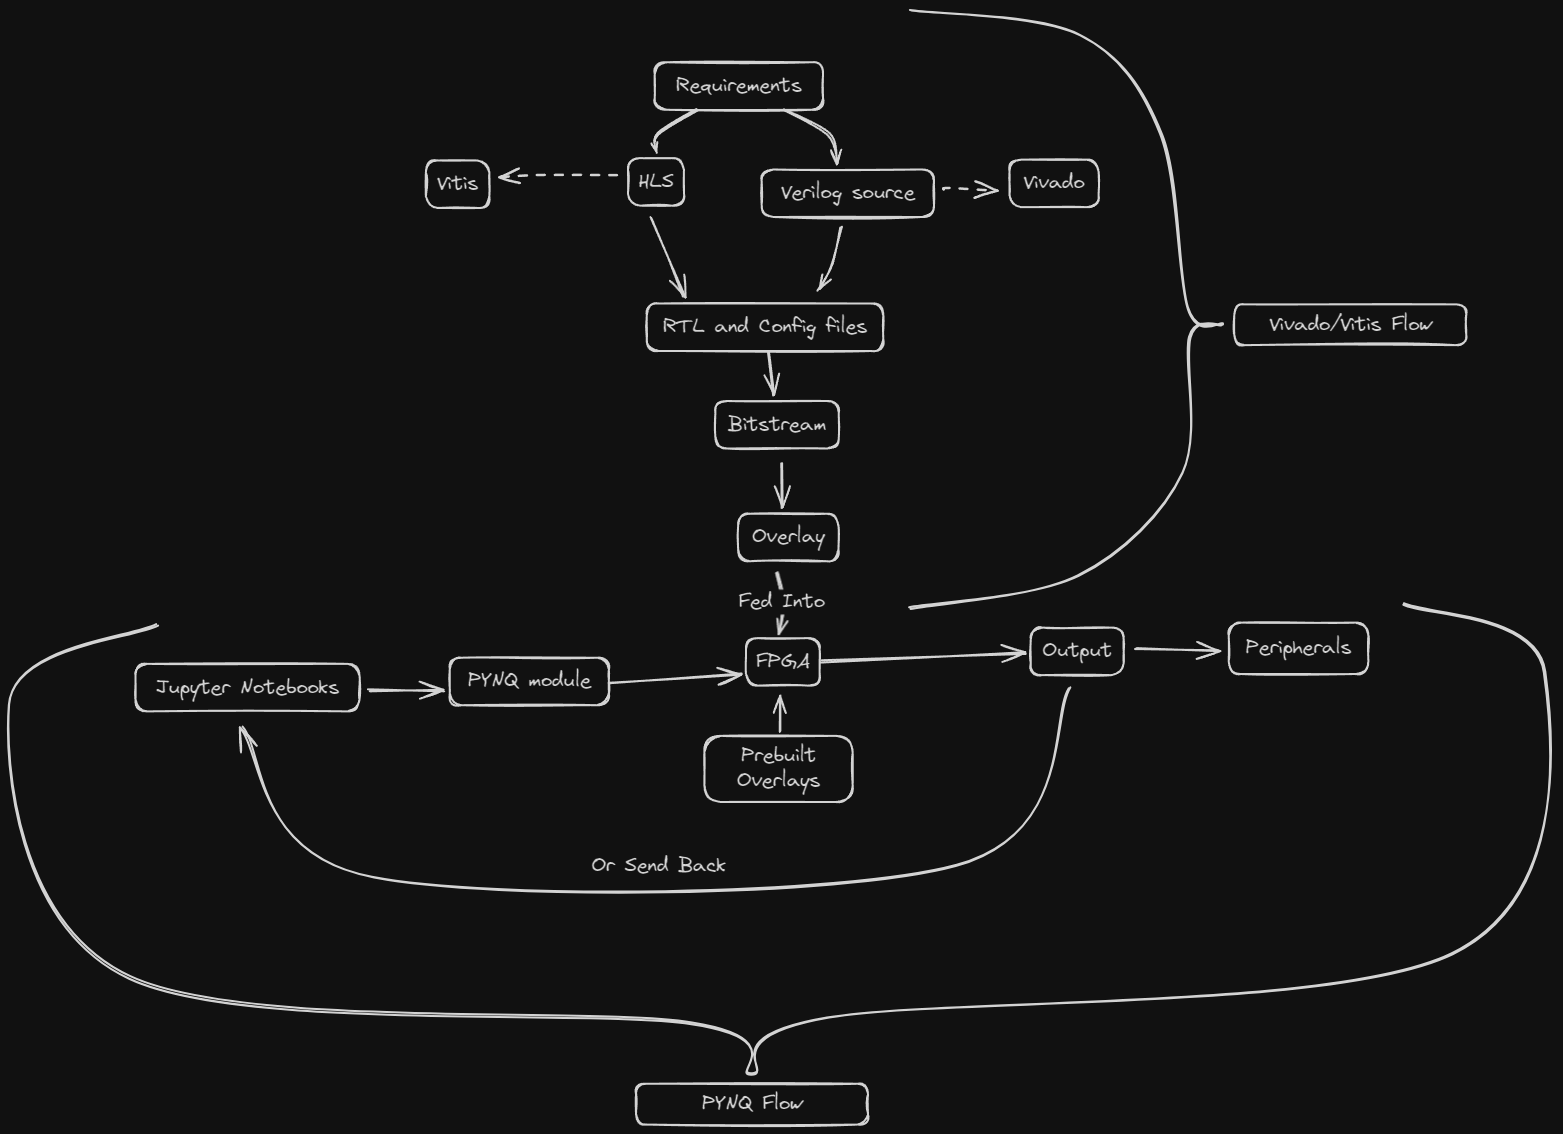 Requirements
Vitis
HLS
Verilog source
Vivado
RTL and Config files
Vivado/Vitis Flow
Bitstream
Overlay
Fed Into
Jupyter Notebooks
PYNQ module
FPGA
Output
Peripherals
Prebuilt
Overlays
Or Send Back
PYNQ Flow